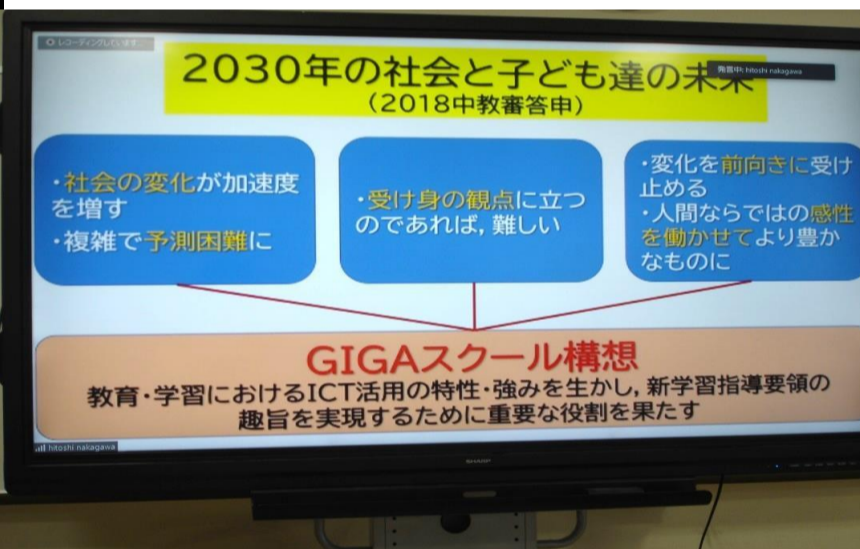 レコーディングしています...
2030年の社会と子ども達の未来
発言中: hitoshi nakagawa
（2018中教審答申）
・社会の変化が加速度
を増す
・複雑で予測困難に
・受け身の観点に立つ
のであれば，難しい
・変化を前向きに受け
止める
・人間ならではの感性
を働かせてより豊か
なものに
GIGAスクール構想
教育・学習におけるICT活用の特性・強みを生かし，新学習指導要領の
趣旨を実現するために重要な役割を果たす
hitoshi nakagawa
SHARP